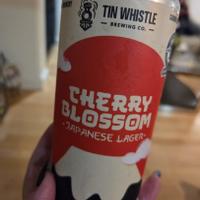 TIN WHISTLE
BREWING CO.
CHERRY
BLOSSOM
JAPANESE LAGER